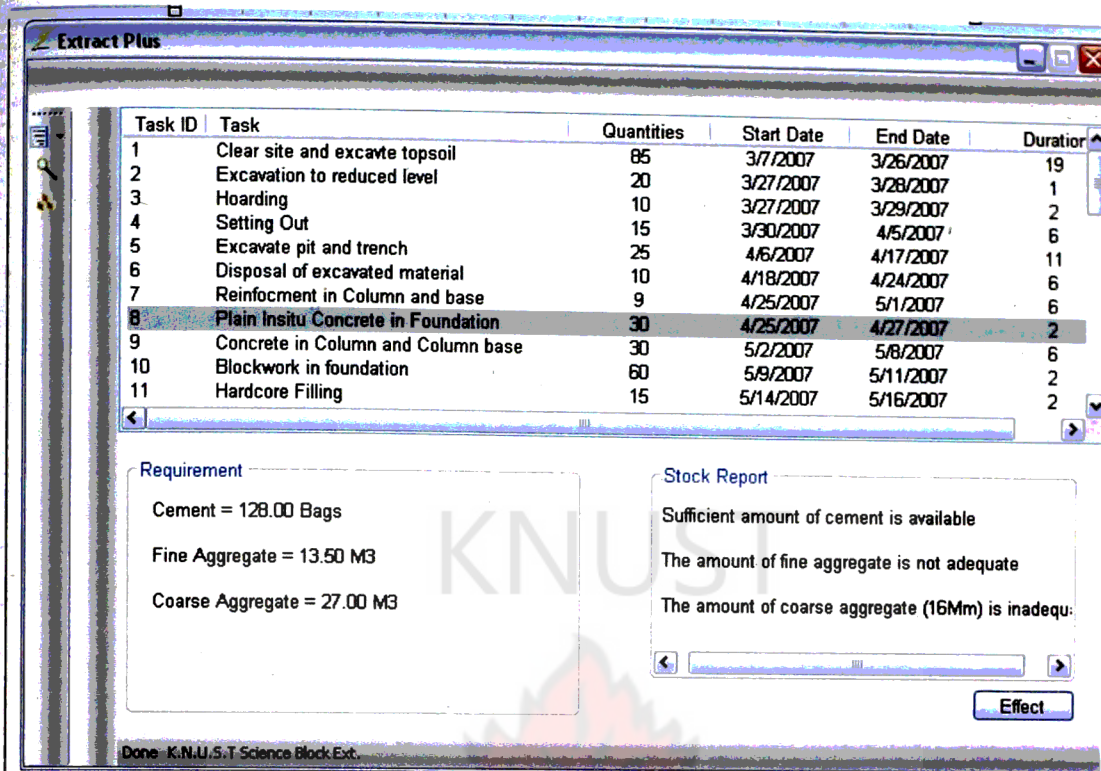 Extract Plus
Task ID Task Quantities Start Date End Date Duration
1 Clear site and excavte topsoil 85 3/7/2007 3/26/2007 19
2 Excavation to reduced level 20 3/27/2007 3/28/2007 1
3 Hoarding 10 3/27/2007 3/29/2007 2
4 Setting Out 15 3/30/2007 4/5/2007 6
5 Excavate pit and trench 25 4/6/2007 4/17/2007 11
6 Disposal of excavated material 10 4/18/2007 4/24/2007 6
7 Reinfocment in Column and base 9 4/25/2007 5/1/2007 6
8 Plain Insitu Concrete in Foundation 30 4/25/2007 4/27/2007 2
9 Concrete in Column and Column base 30 5/2/2007 5/8/2007 6
10 Blockwork in foundation 60 5/9/2007 5/11/2007 2
11 Hardcore Filling 15 5/14/2007 5/16/2007 2
Requirement
Cement = 128.00 Bags
Fine Aggregate = 13.50 M3
Coarse Aggregate = 27.00 M3
Stock Report
Sufficient amount of cement is available
The amount of fine aggregate is not adequate
The amount of coarse aggregate (16Mm) is inadequa
KNUST
Effect
Done K.N.U.S.T Science Block Ext.